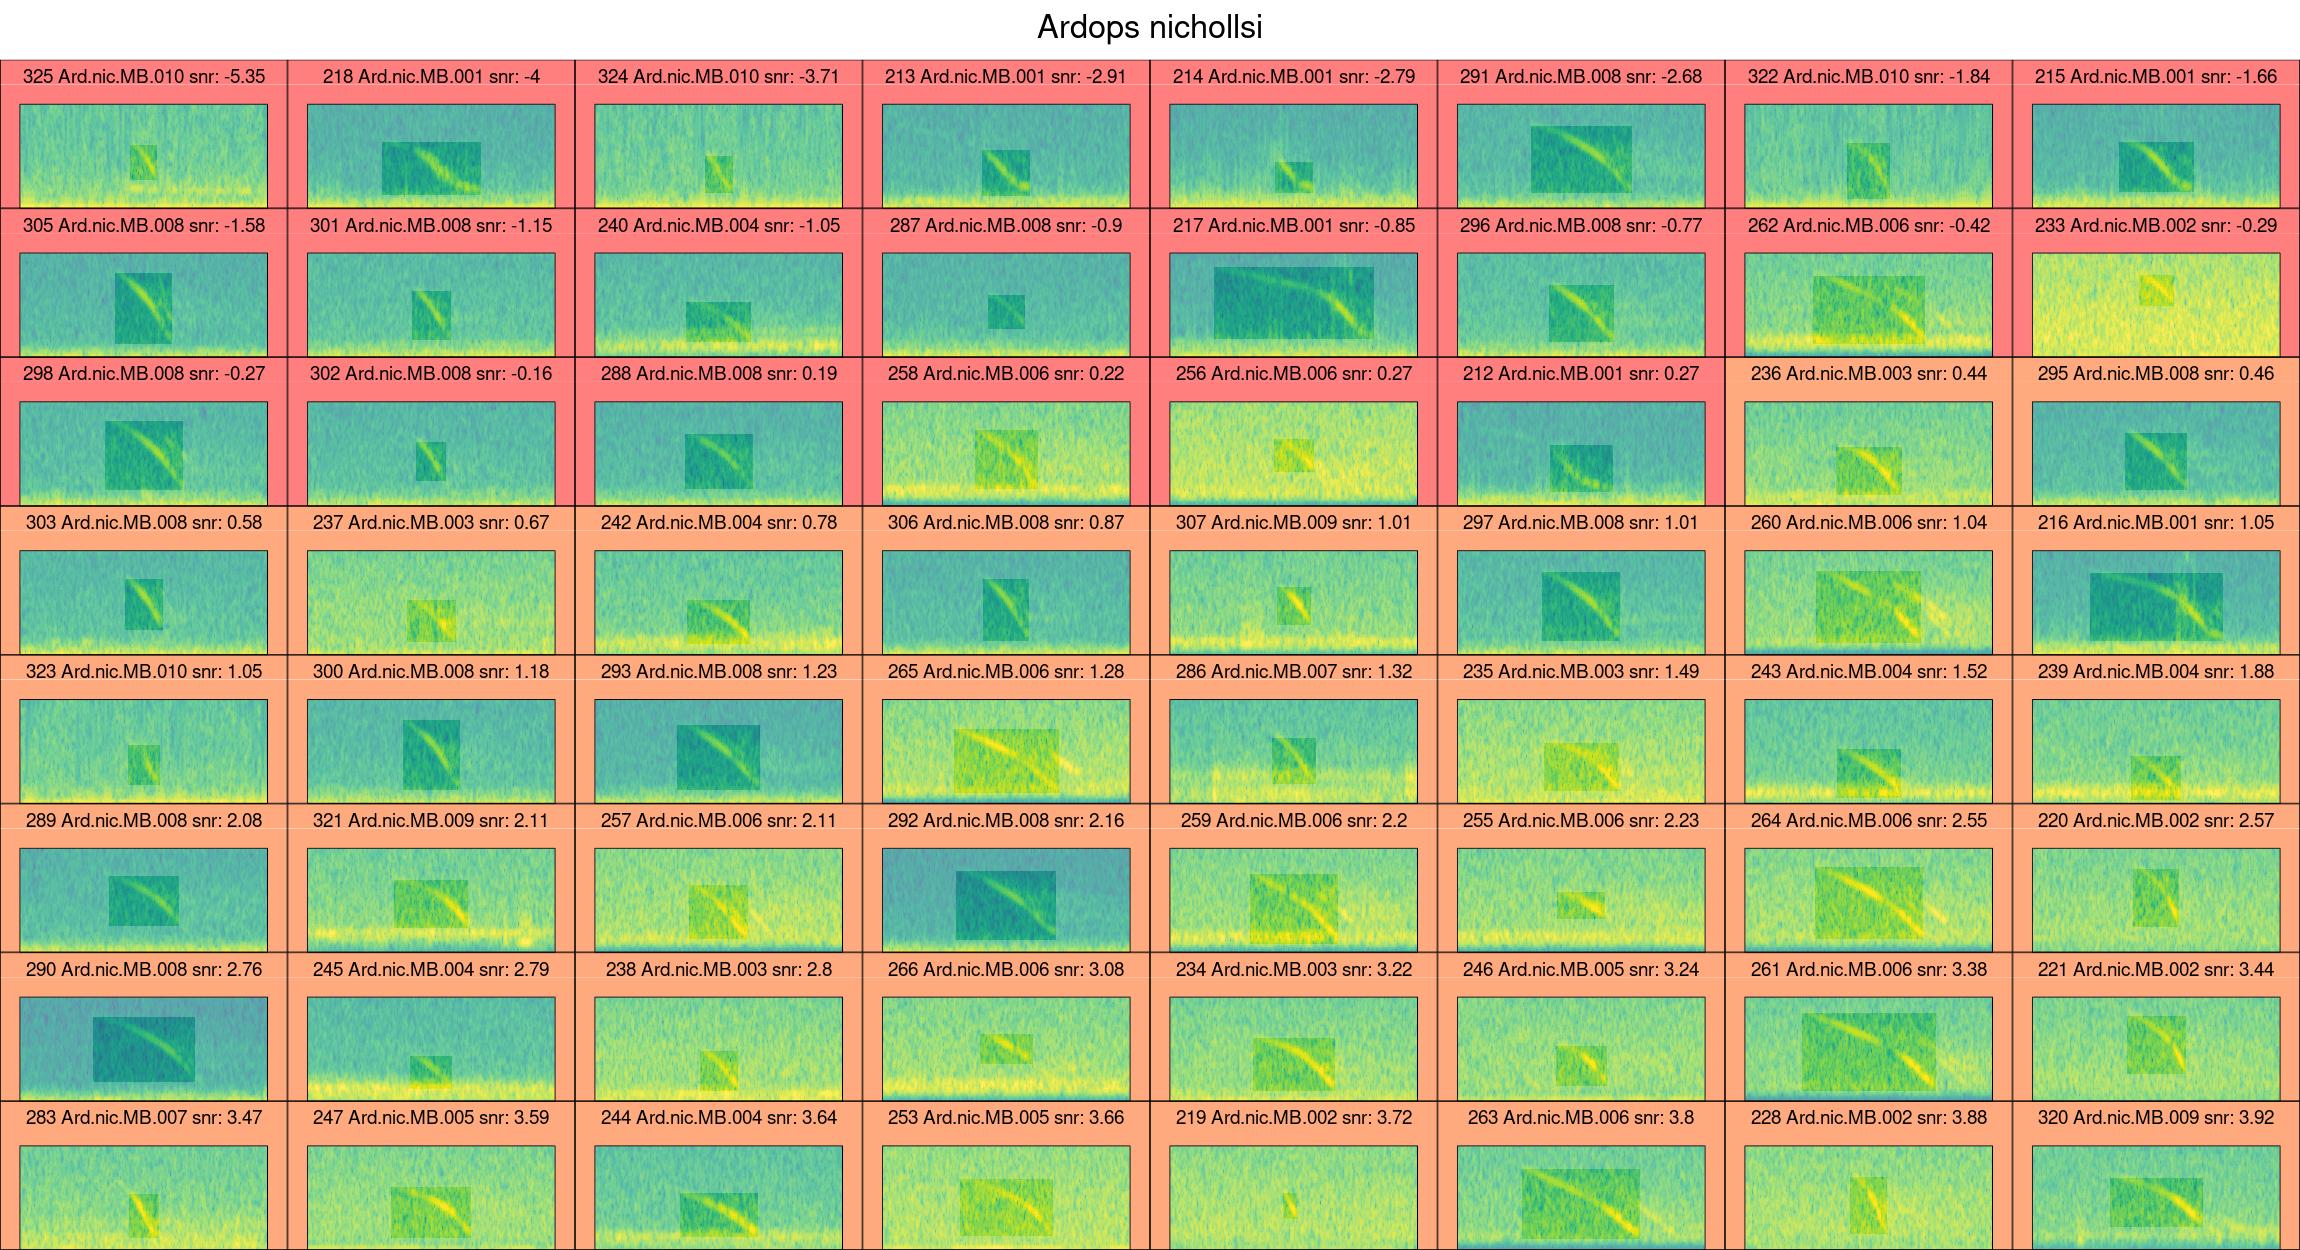 Ardops nichollsi
325 Ard.nic.MB.010 snr: -5.35
218 Ard.nic.MB.001 snr: -4
324 Ard.nic.MB.010 snr: -3.71
213 Ard.nic.MB.001 snr: -2.91
214 Ard.nic.MB.001 snr: -2.79
291 Ard.nic.MB.008 snr: -2.68
322 Ard.nic.MB.010 snr: -1.84
215 Ard.nic.MB.001 snr: -1.66
305 Ard.nic.MB.008 snr: -1.58
301 Ard.nic.MB.008 snr: -1.15
240 Ard.nic.MB.004 snr: -1.05
287 Ard.nic.MB.008 snr: -0.9
217 Ard.nic.MB.001 snr: -0.85
296 Ard.nic.MB.008 snr: -0.77
262 Ard.nic.MB.006 snr: -0.42
233 Ard.nic.MB.002 snr: -0.29
298 Ard.nic.MB.008 snr: -0.27
302 Ard.nic.MB.008 snr: -0.16
288 Ard.nic.MB.008 snr: 0.19
258 Ard.nic.MB.006 snr: 0.22
256 Ard.nic.MB.006 snr: 0.27
212 Ard.nic.MB.001 snr: 0.27
236 Ard.nic.MB.003 snr: 0.44
295 Ard.nic.MB.008 snr: 0.46
303 Ard.nic.MB.008 snr: 0.58
237 Ard.nic.MB.003 snr: 0.67
242 Ard.nic.MB.004 snr: 0.78
306 Ard.nic.MB.008 snr: 0.87
307 Ard.nic.MB.009 snr: 1.01
297 Ard.nic.MB.008 snr: 1.01
260 Ard.nic.MB.006 snr: 1.04
216 Ard.nic.MB.001 snr: 1.05
323 Ard.nic.MB.010 snr: 1.05
300 Ard.nic.MB.008 snr: 1.18
293 Ard.nic.MB.008 snr: 1.23
265 Ard.nic.MB.006 snr: 1.28
286 Ard.nic.MB.007 snr: 1.32
235 Ard.nic.MB.003 snr: 1.49
243 Ard.nic.MB.004 snr: 1.52
239 Ard.nic.MB.004 snr: 1.88
289 Ard.nic.MB.008 snr: 2.08
321 Ard.nic.MB.009 snr: 2.11
257 Ard.nic.MB.006 snr: 2.11
292 Ard.nic.MB.008 snr: 2.16
259 Ard.nic.MB.006 snr: 2.2
255 Ard.nic.MB.006 snr: 2.23
264 Ard.nic.MB.006 snr: 2.55
220 Ard.nic.MB.002 snr: 2.57
290 Ard.nic.MB.008 snr: 2.76
245 Ard.nic.MB.004 snr: 2.79
238 Ard.nic.MB.003 snr: 2.8
266 Ard.nic.MB.006 snr: 3.08
234 Ard.nic.MB.003 snr: 3.22
246 Ard.nic.MB.005 snr: 3.24
261 Ard.nic.MB.006 snr: 3.38
221 Ard.nic.MB.002 snr: 3.44
283 Ard.nic.MB.007 snr: 3.47
247 Ard.nic.MB.005 snr: 3.59
244 Ard.nic.MB.004 snr: 3.64
253 Ard.nic.MB.005 snr: 3.66
219 Ard.nic.MB.002 snr: 3.72
263 Ard.nic.MB.006 snr: 3.8
228 Ard.nic.MB.002 snr: 3.88
320 Ard.nic.MB.009 snr: 3.92